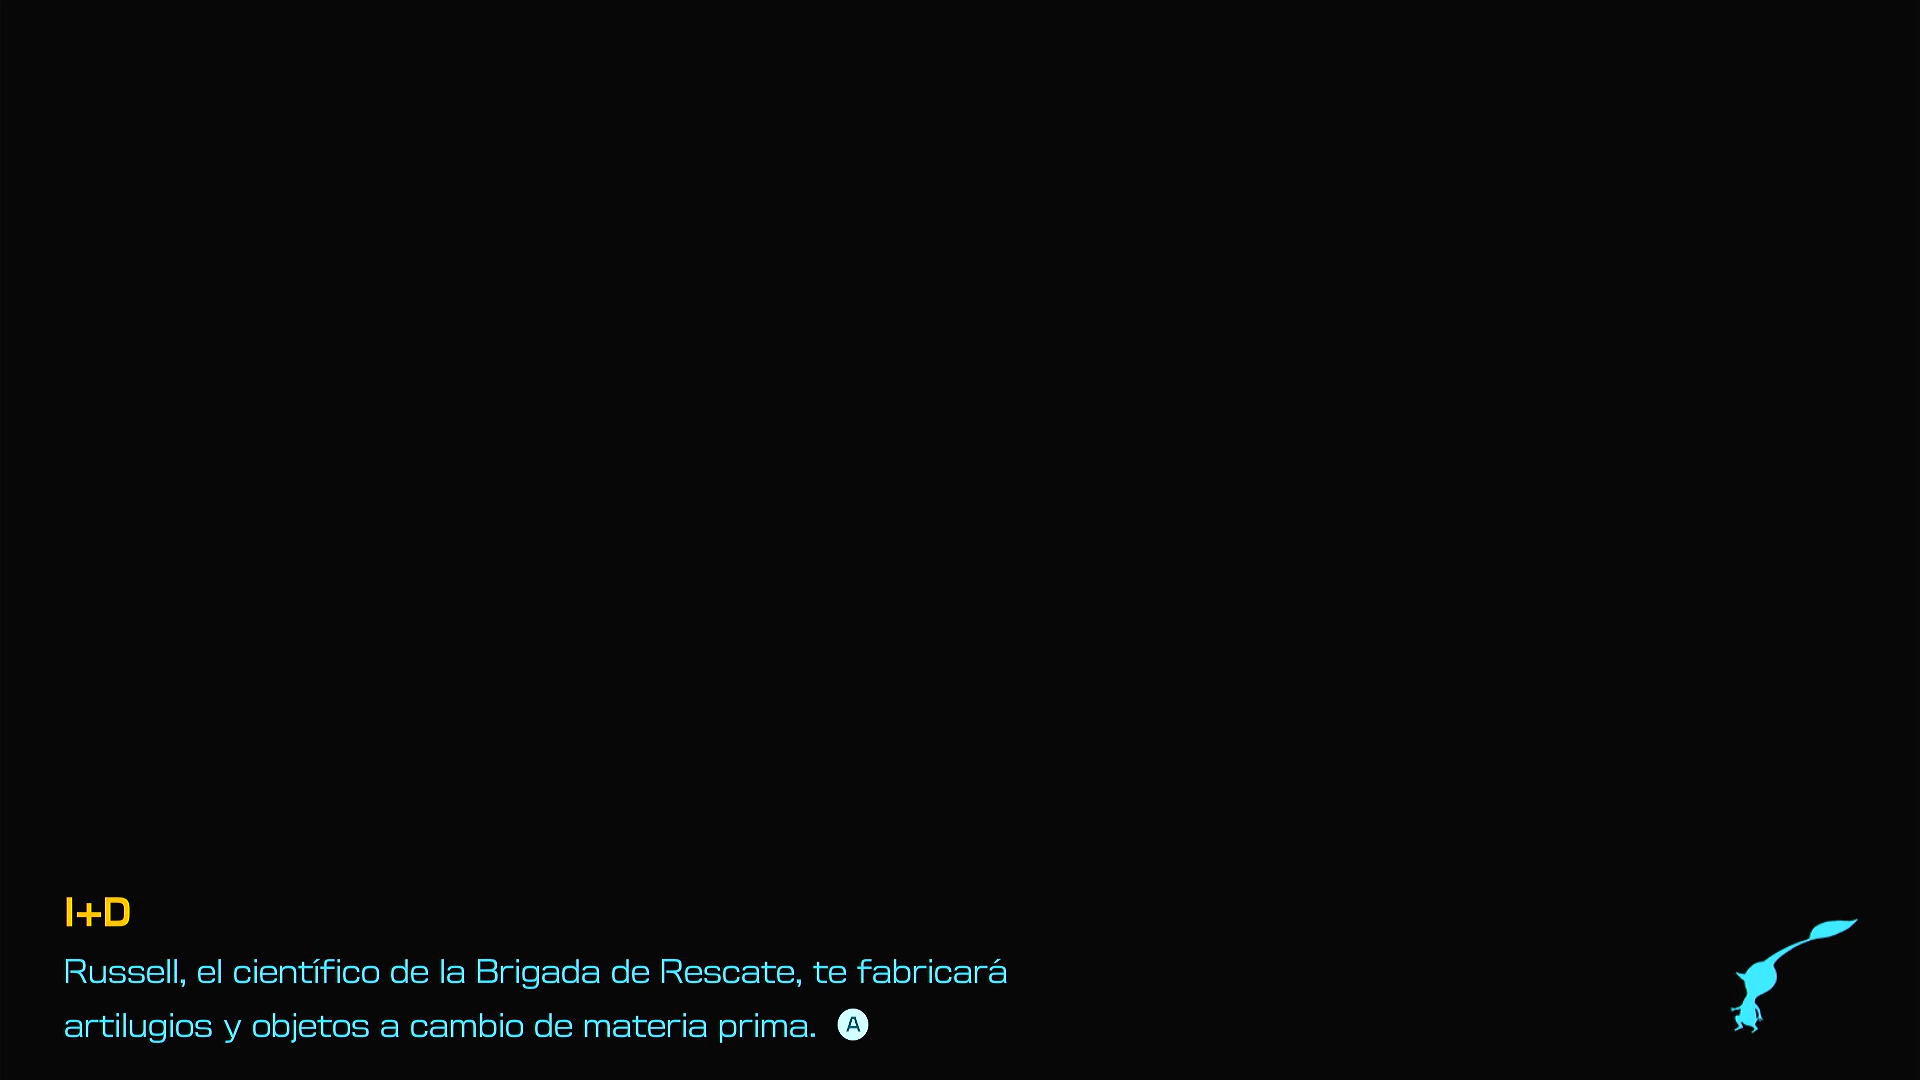 I+D
Russell, el científico de la Brigada de Rescate, te fabricará
artilugios y objetos a cambio de materia prima. A